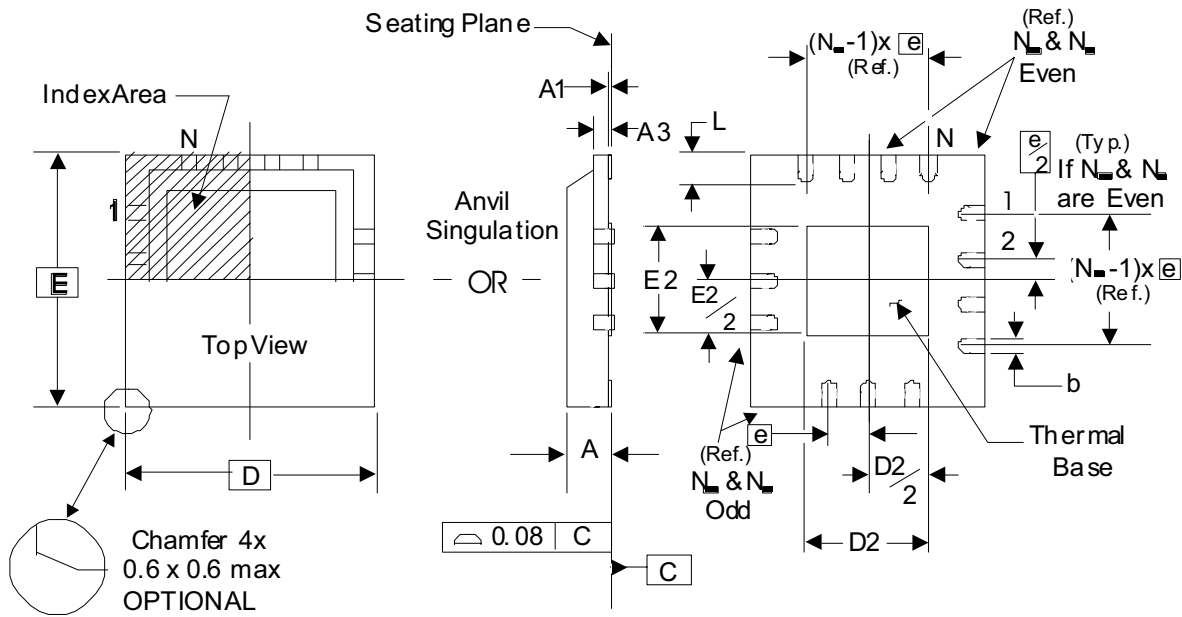 Seating Plane
(Ref.)
N & N
Even
(N -1)x e
(Ref.)
A1
Index Area
A3
L
N
N
e/2
(Typ.)
If N & N
are Even
1
1
2
Anvil
Singulation
OR
E
E2
E2/2
(N -1)x e
(Ref.)
Top View
b
A
e
(Ref.)
N & N
Odd
D2/2
Thermal
Base
D
D2
0.08 C
C
Chamfer 4x
0.6 x 0.6 max
OPTIONAL